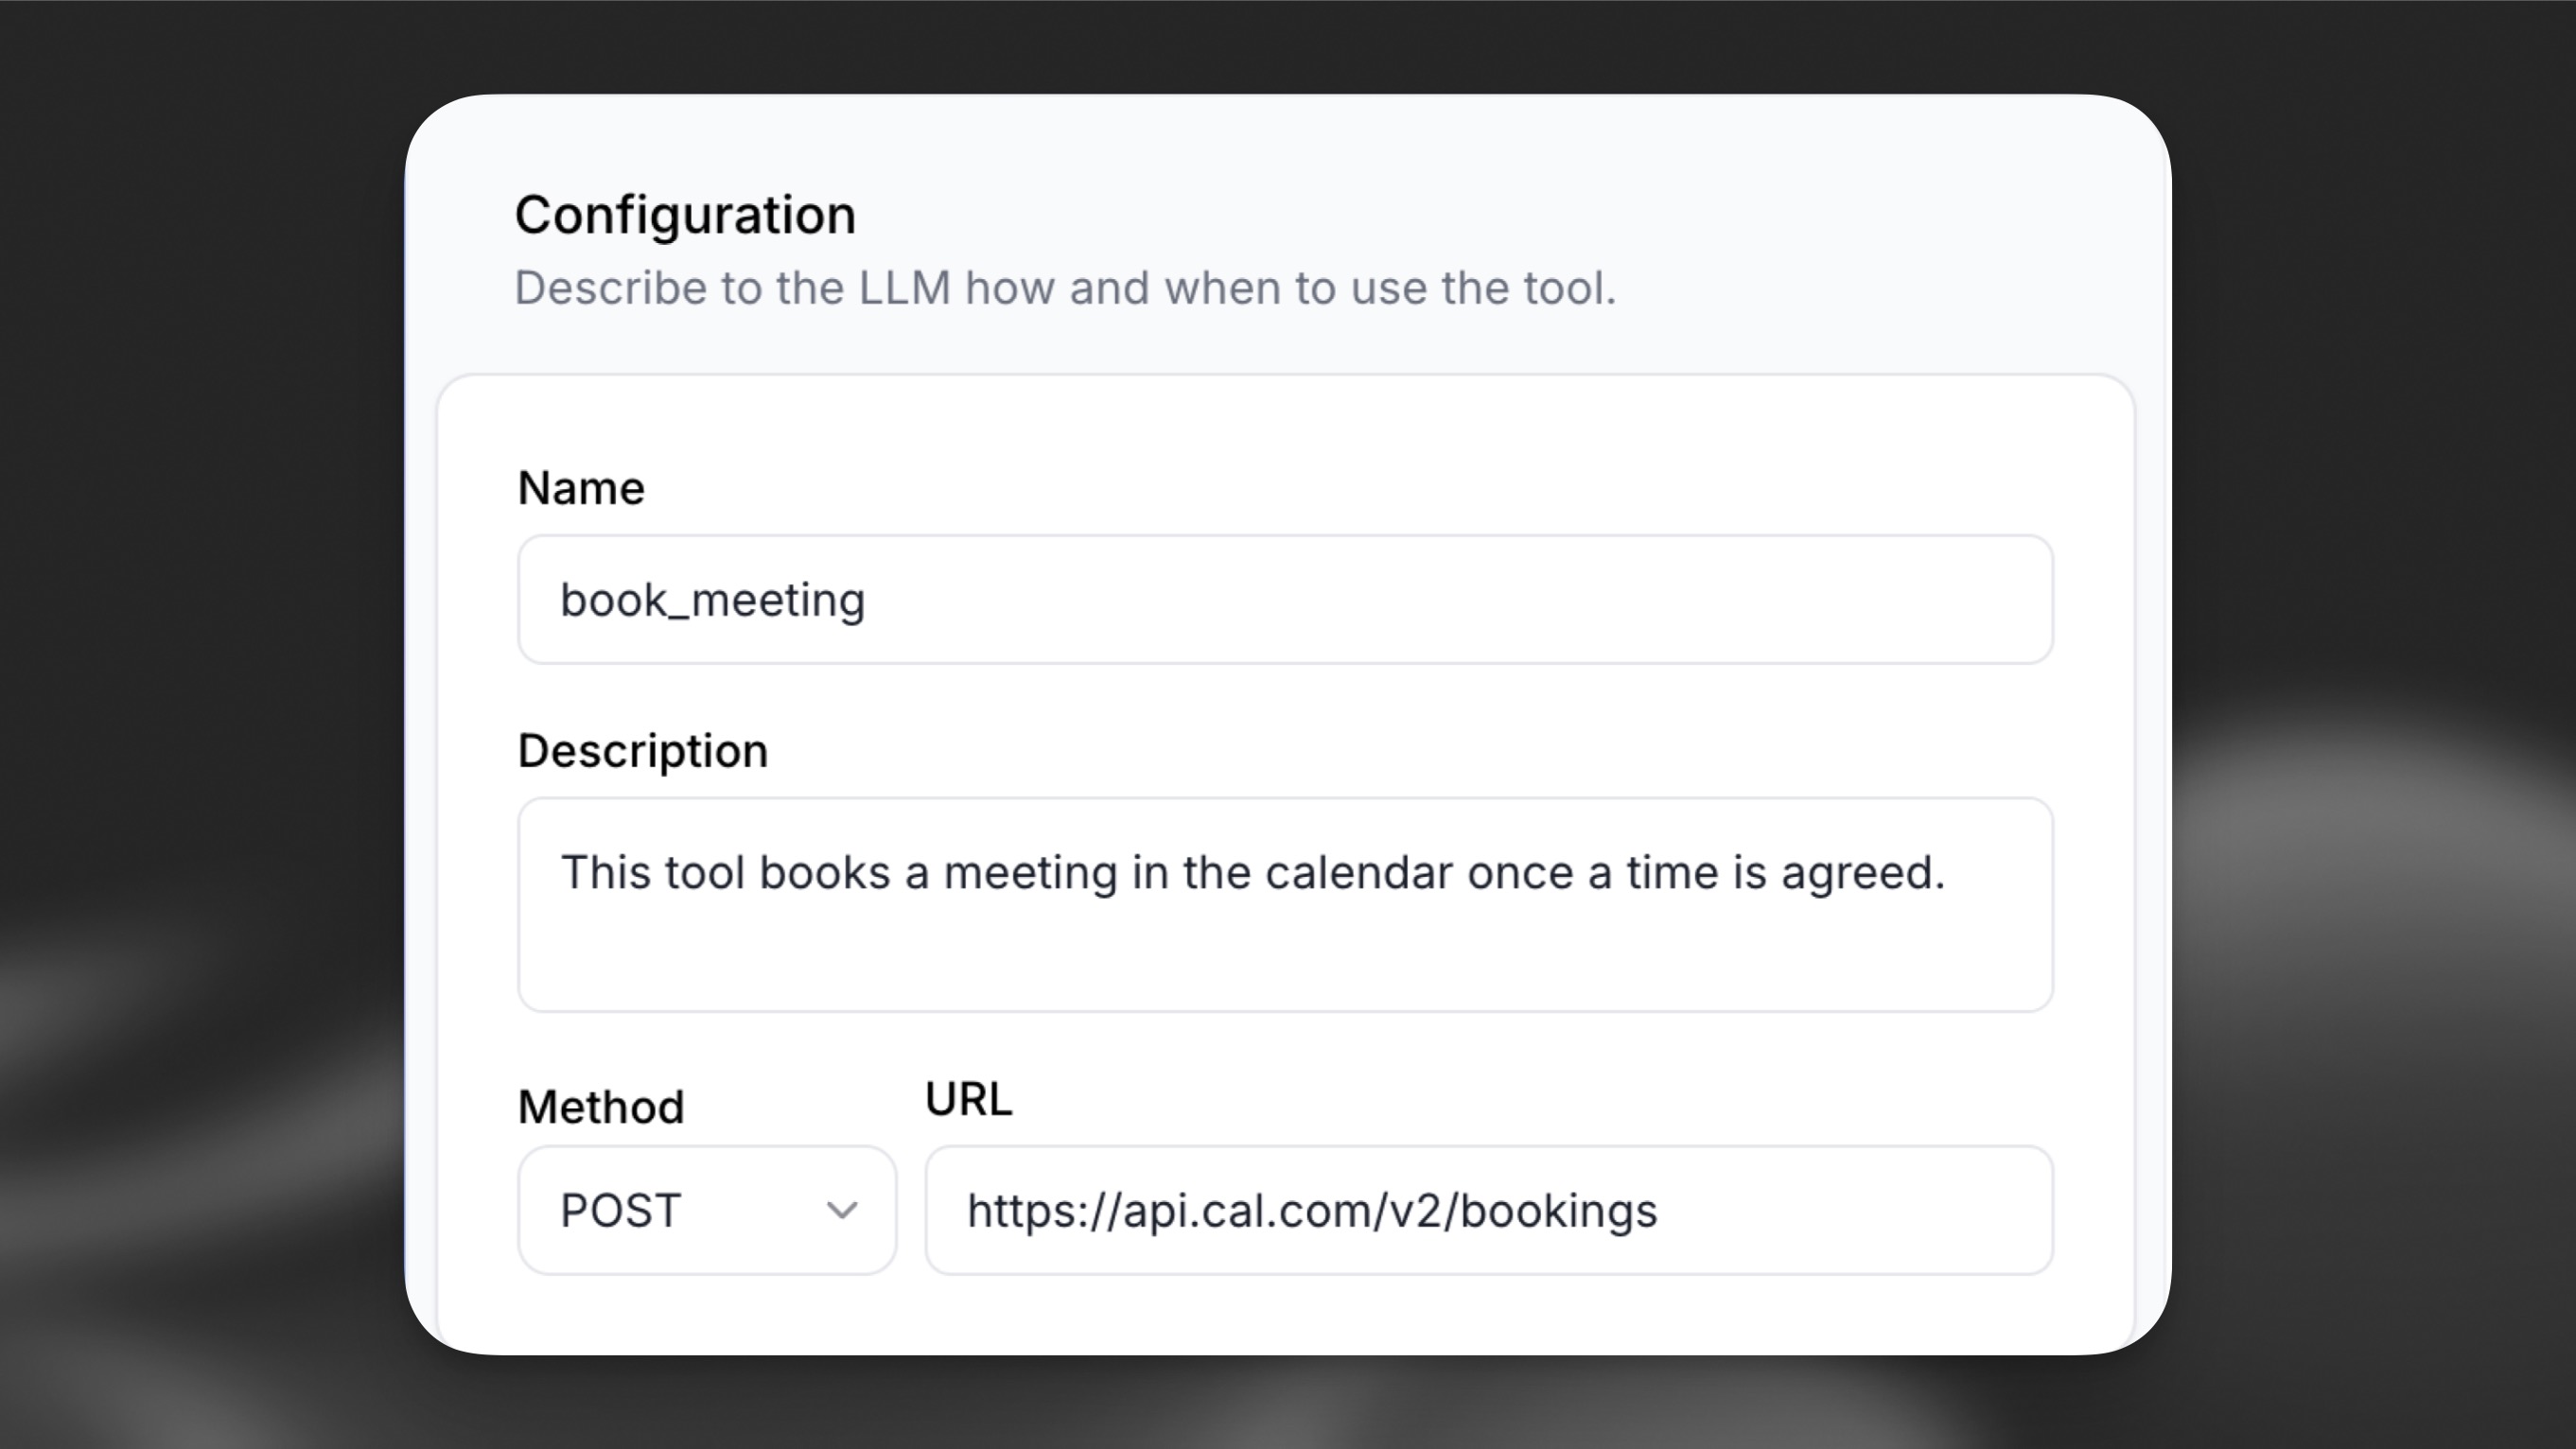 Configuration
Describe to the LLM how and when to use the tool.
Name
book_meeting
Description
This tool books a meeting in the calendar once a time is agreed.
Method
URL
POST
https://api.cal.com/v2/bookings